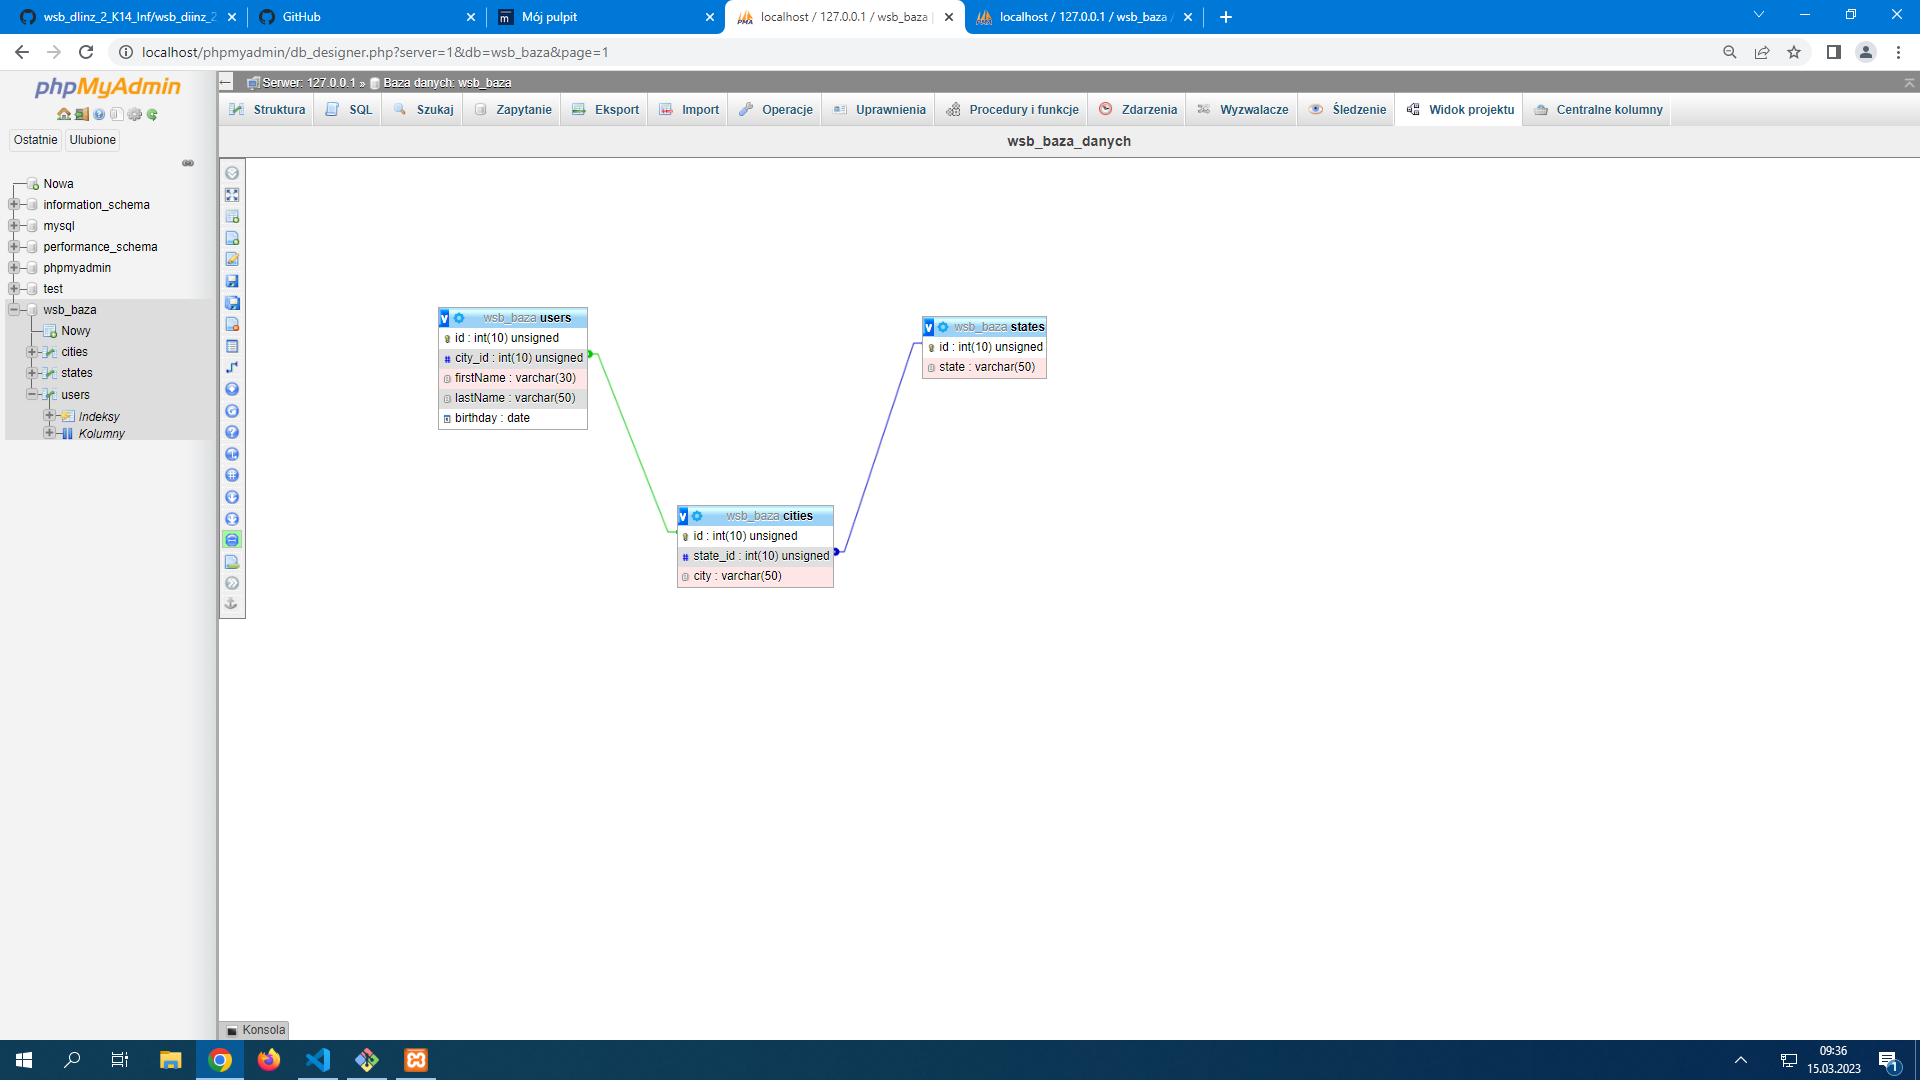 wsb_dlinz_2_K14_Inf/wsb_diinz_2
GitHub
Mój pulpit
localhost / 127.0.0.1 / wsb_baza
localhost / 127.0.0.1 / wsb_baza
localhost/phpmyadmin/db_designer.php?server=1&db=wsb_baza&page=1
phpMyAdmin
Ostatnie
Ulubione
Nowa
information_schema
mysql
performance_schema
phpmyadmin
test
wsb_baza
Nowy
cities
states
users
Indeksy
Kolumny
Serwer: 127.0.0.1 » Baza danych: wsb_baza
Struktura
SQL
Szukaj
Zapytanie
Eksport
Import
Operacje
Uprawnienia
Procedury i funkcje
Zdarzenia
Wyzwalacze
Śledzenie
Widok projektu
Centralne kolumny
wsb_baza_danych
v wsb_baza users
id : int(10) unsigned
# city_id : int(10) unsigned
firstName : varchar(30)
lastName : varchar(50)
birthday : date
v wsb_baza states
id : int(10) unsigned
state : varchar(50)
v wsb_baza cities
id : int(10) unsigned
# state_id : int(10) unsigned
city : varchar(50)
Konsola
09:36
15.03.2023
1